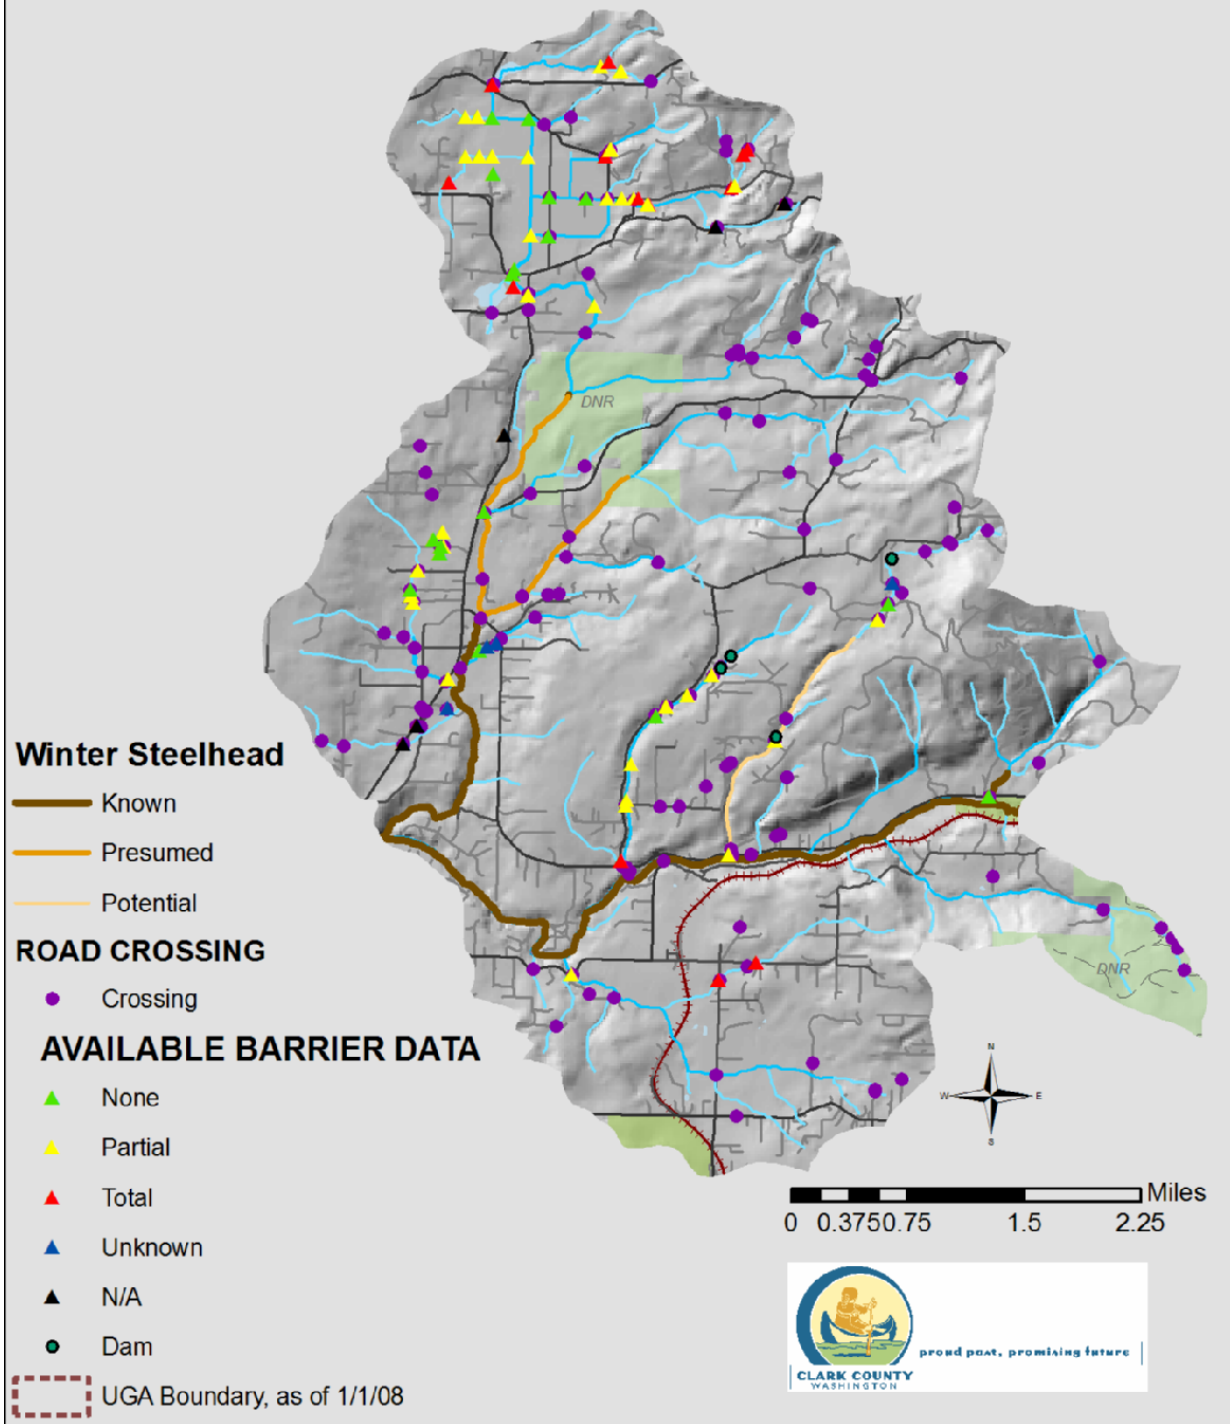 DNR
Winter Steelhead
Known
Presumed
Potential
ROAD CROSSING
Crossing
AVAILABLE BARRIER DATA
None
Partial
Total
Unknown
N/A
Dam
UGA Boundary, as of 1/1/08
DNR
N
W E
S
Miles
0 0.375 0.75 1.5 2.25
proud past, promising future
CLARK COUNTY
WASHINGTON